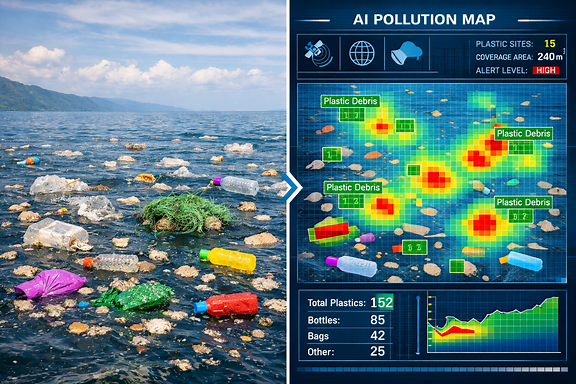 AI POLLUTION MAP
PLASTIC SITES: 15
COVERAGE AREA: 240 m
ALERT LEVEL: HIGH
Plastic Debris
Plastic Debris
Plastic Debris
Plastic Debris
Total Plastics: 152
Bottles: 85
Bags: 42
Other: 25